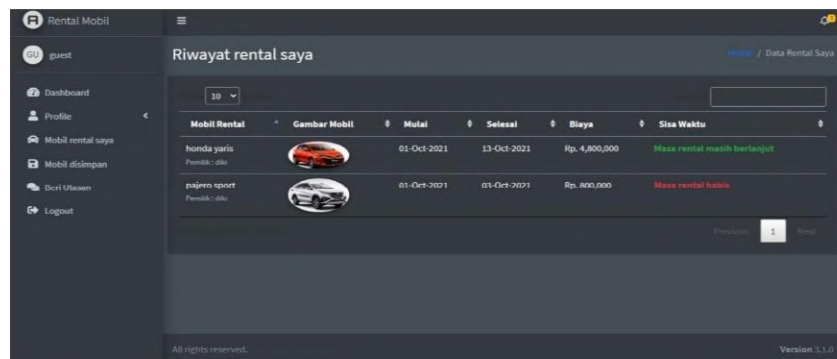 Rental Mobil
GU guest
Dashboard
Profile
Mobil rental saya
Mobil disimpan
Beri Ulasan
Logout
Riwayat rental saya
Home / Data Rental Saya
10
Mobil Rental Gambar Mobil Mulai Selesai Biaya Sisa Waktu
honda yaris 01-Oct-2021 13-Oct-2021 Rp. 4,800,000 Masa rental masih berlanjut
Pemilik : diki
pajero sport 01-Oct-2021 03-Oct-2021 Rp. 800,000 Masa rental habis
Pemilik : diki
Previous 1 Next
All rights reserved.
Version 3.1.0